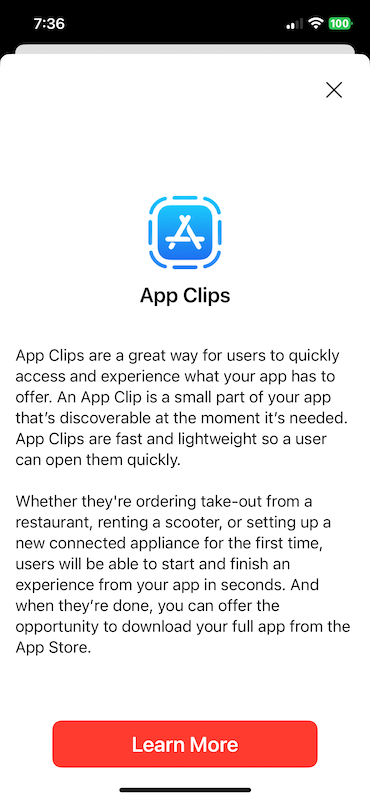 7:36
100
App Clips
App Clips are a great way for users to quickly
access and experience what your app has to
offer. An App Clip is a small part of your app
that’s discoverable at the moment it’s needed.
App Clips are fast and lightweight so a user
can open them quickly.
Whether they're ordering take-out from a
restaurant, renting a scooter, or setting up a
new connected appliance for the first time,
users will be able to start and finish an
experience from your app in seconds. And
when they’re done, you can offer the
opportunity to download your full app from the
App Store.
Learn More